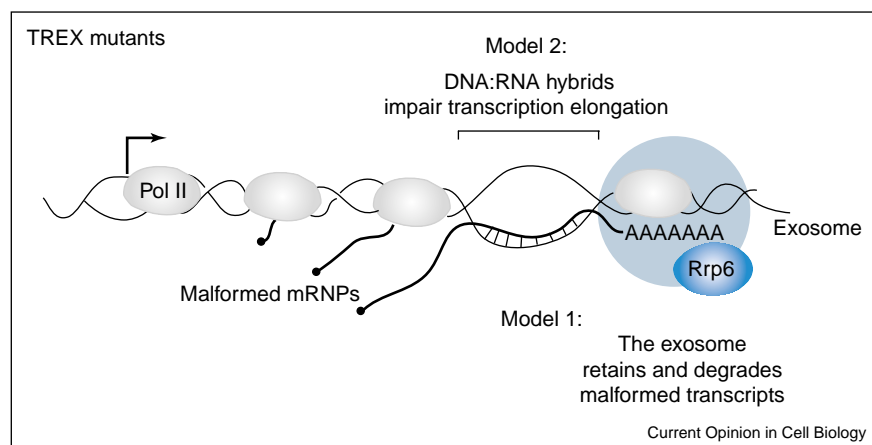 TREX mutants
Model 2:
DNA:RNA hybrids
impair transcription elongation
Pol II
AAAAAAA
Exosome
Rrp6
Malformed mRNPs
Model 1:
The exosome
retains and degrades
malformed transcripts
Current Opinion in Cell Biology